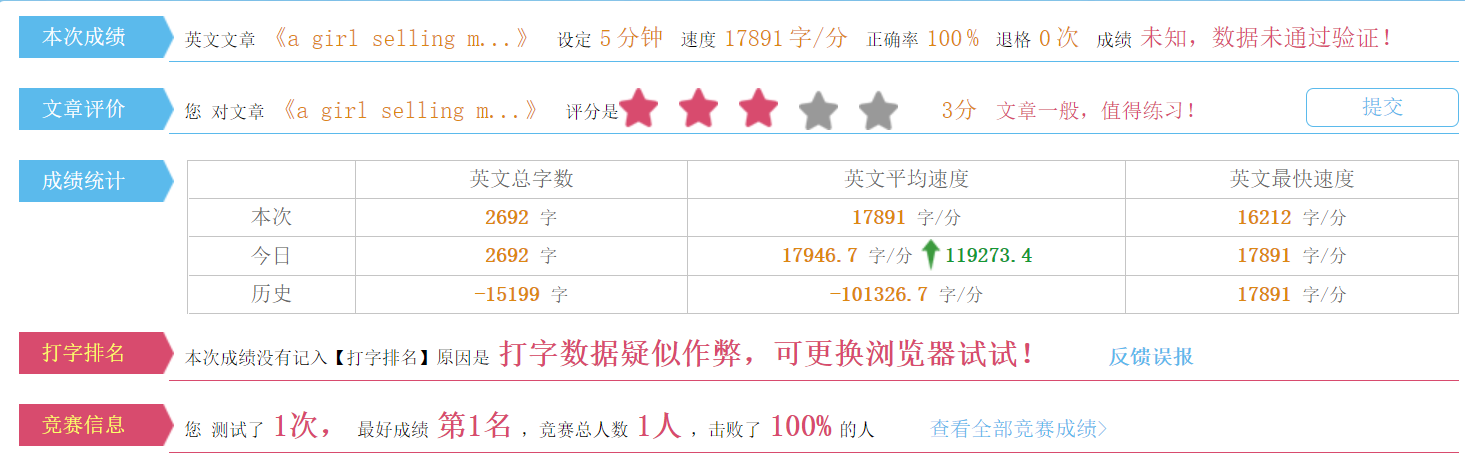 本次成绩 英文文章 《a girl selling m...》 设定 5 分钟 速度 17891 字/分 正确率 100 % 退格 0 次 成绩 未知，数据未通过验证！
文章评价 您 对文章 《a girl selling m...》 评分是 3分 文章一般，值得练习！ 提交
成绩统计 英文总字数 英文平均速度 英文最快速度
本次 2692 字 17891 字/分 16212 字/分
今日 2692 字 17946.7 字/分 119273.4 17891 字/分
历史 -15199 字 -101326.7 字/分 17891 字/分
打字排名 本次成绩没有记入【打字排名】原因是 打字数据疑似作弊，可更换浏览器试试！ 反馈误报
竞赛信息 您 测试了 1次， 最好成绩 第1名 ，竞赛总人数 1人 ，击败了 100% 的人 查看全部竞赛成绩>